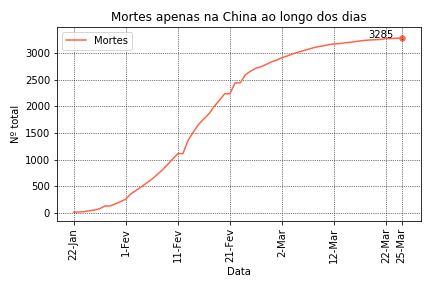 Mortes apenas na China ao longo dos dias
Mortes
3285
3000
2500
2000
1500
1000
500
0
Nº total
22-Jan
1-Fev
11-Fev
21-Fev
2-Mar
12-Mar
22-Mar
25-Mar
Data